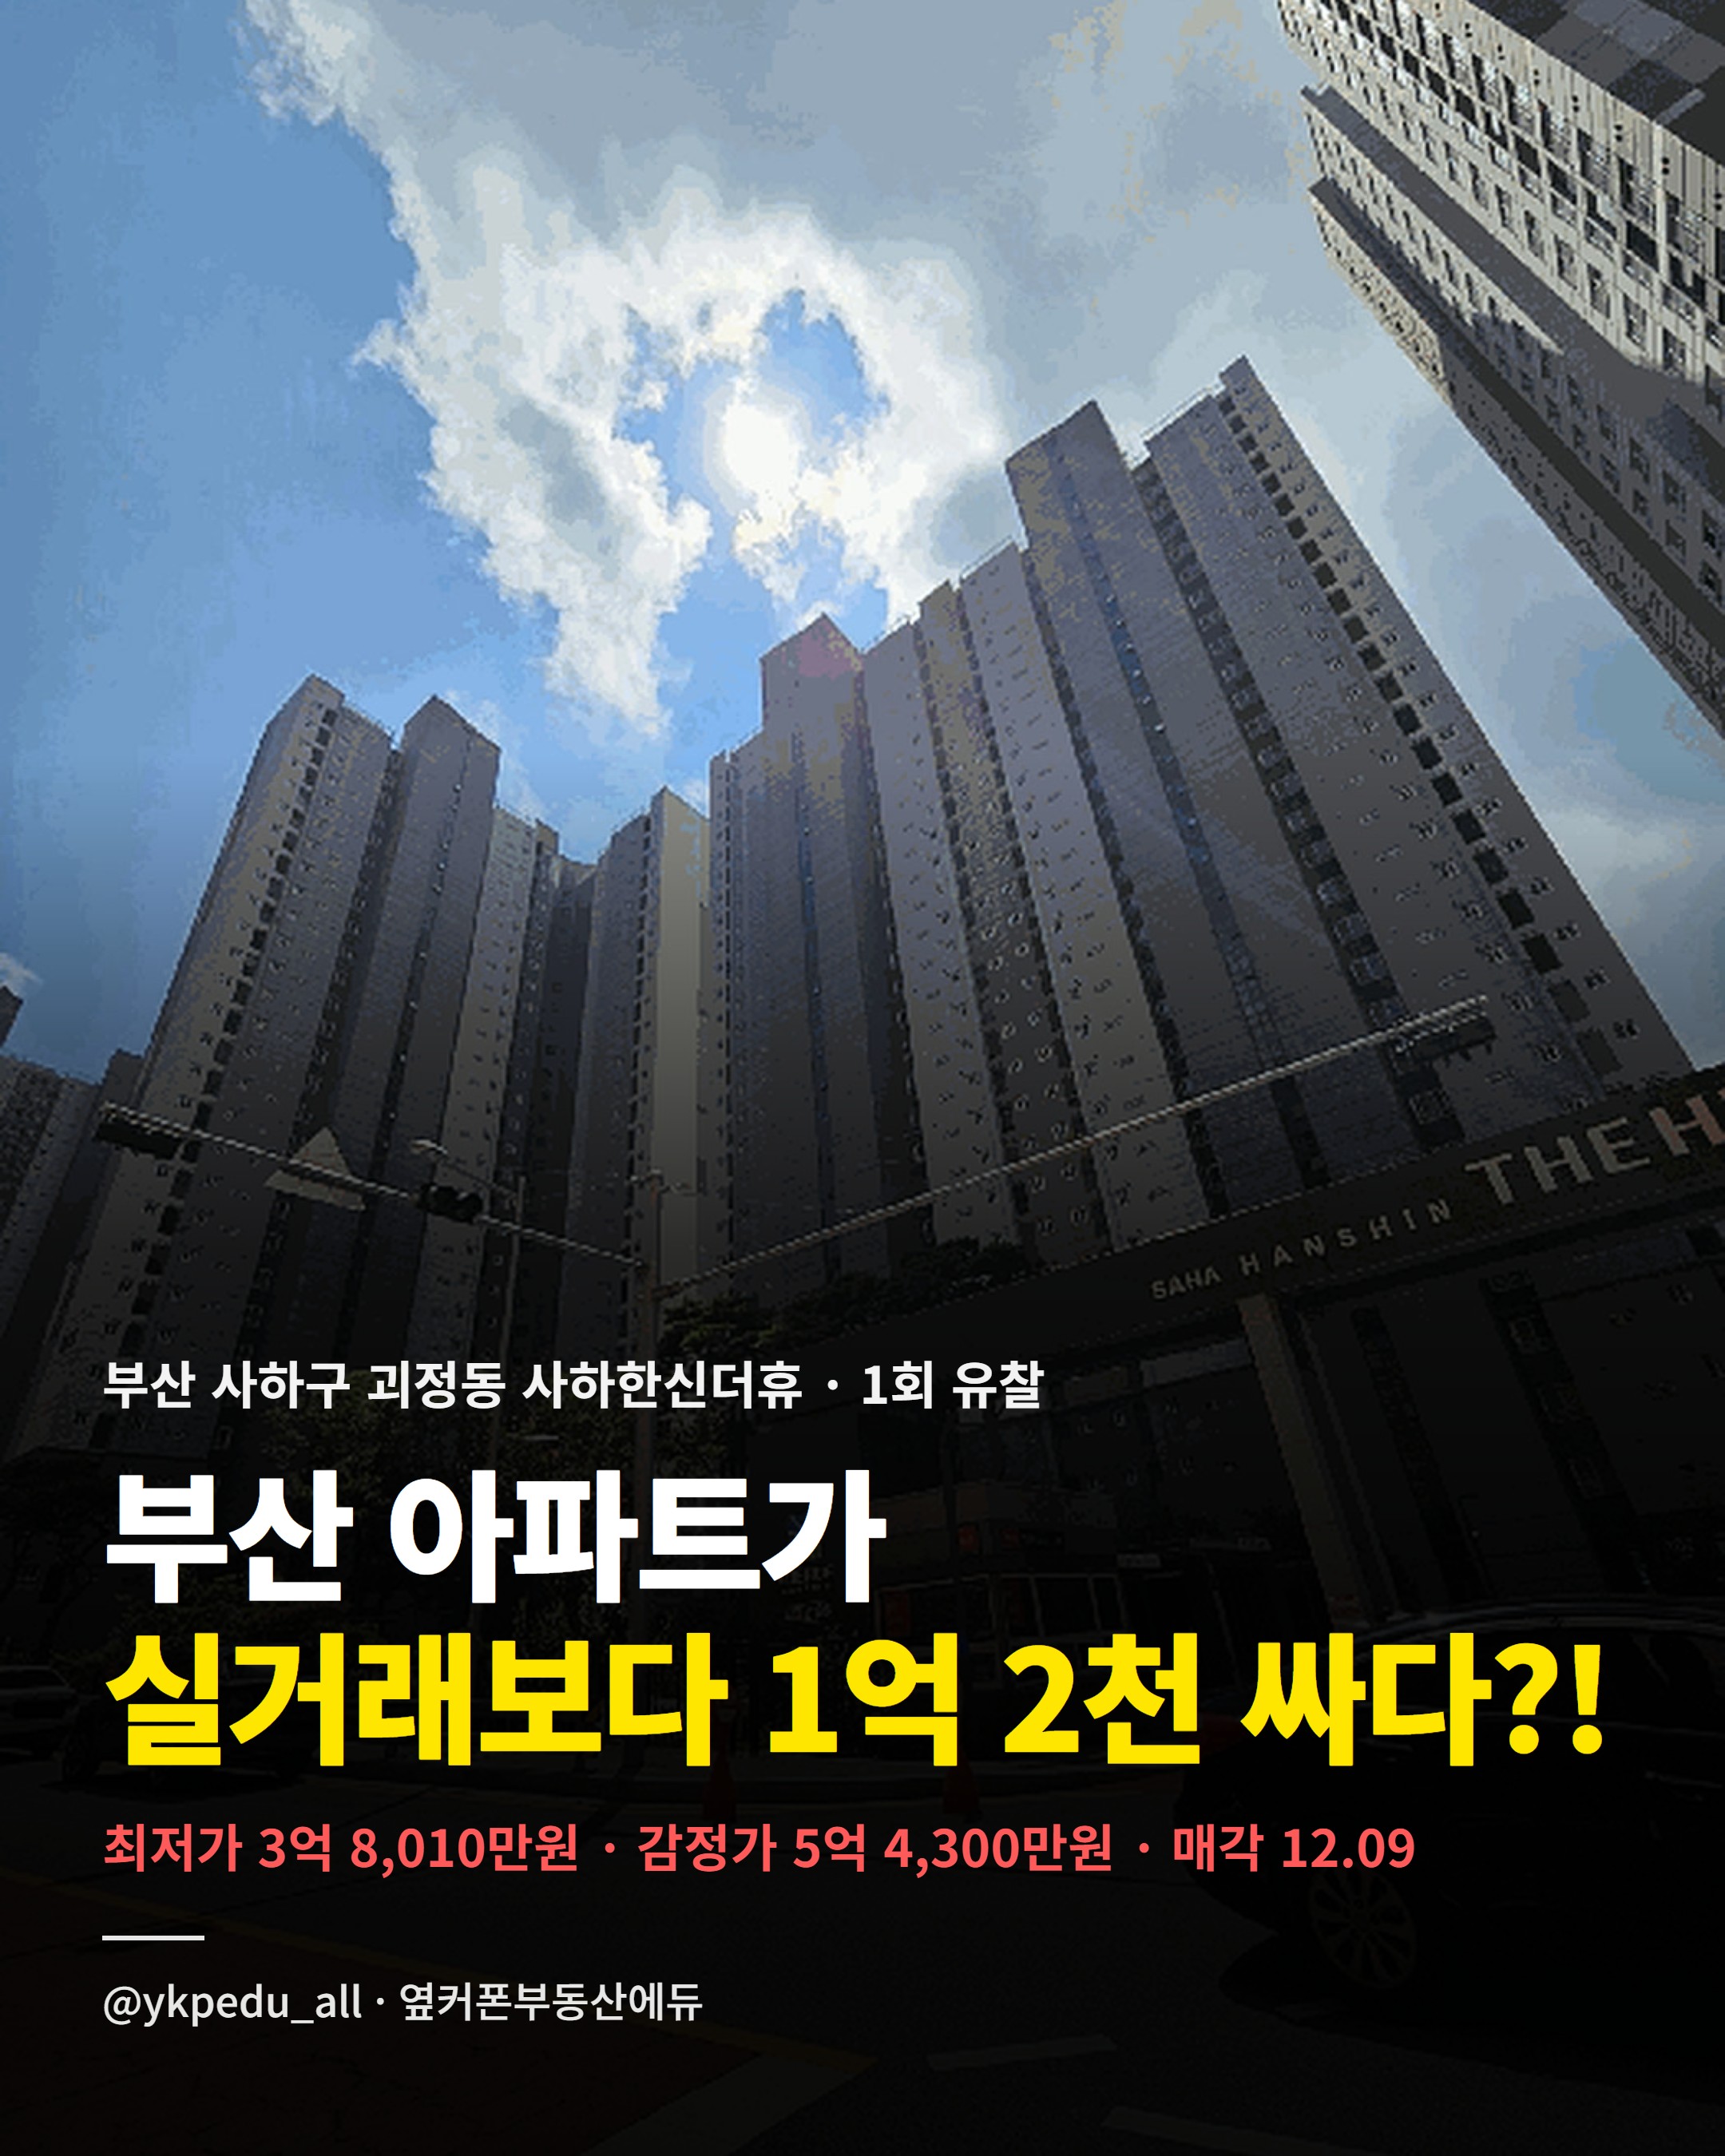 SAHA HANSHIN THE H
부산 사하구 괴정동 사하한신더휴 · 1회 유찰
부산 아파트가
실거래보다 1억 2천 싸다?!
최저가 3억 8,010만원 · 감정가 5억 4,300만원 · 매각 12.09
@ykpedu_all · 옆커폰부동산에듀